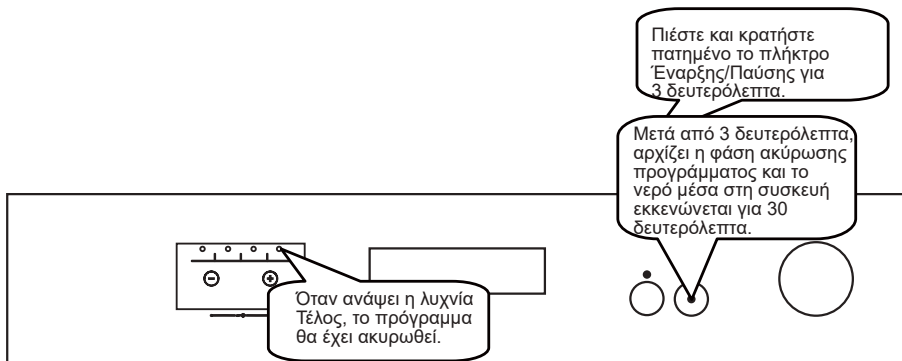 Πιέστε και κρατήστε
πατημένο το πλήκτρο
Έναρξης/Παύσης για
3 δευτερόλεπτα.
Μετά από 3 δευτερόλεπτα,
αρχίζει η φάση ακύρωσης
προγράμματος και το
νερό μέσα στη συσκευή
εκκενώνεται για 30
δευτερόλεπτα.
Όταν ανάψει η λυχνία
Τέλος, το πρόγραμμα
θα έχει ακυρωθεί.